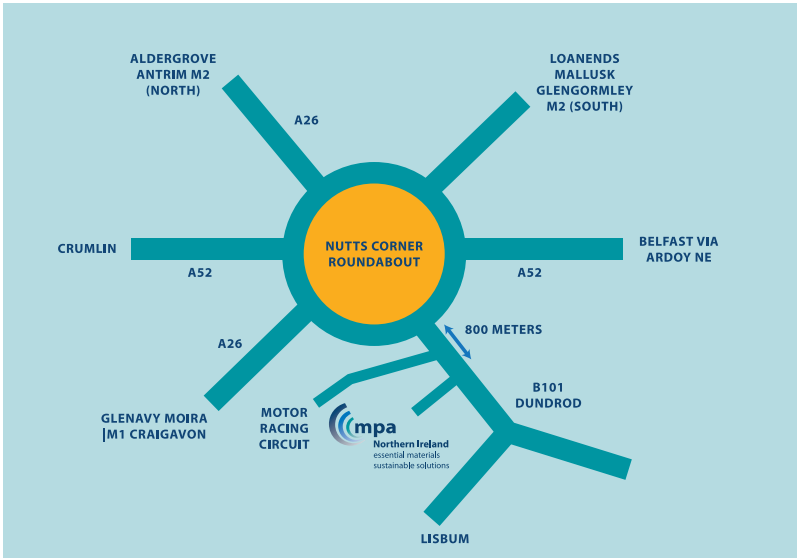 ALDERGROVE
ANTRIM M2
(NORTH)
LOANENDS
MALLUSK
GLENGORMLEY
M2 (SOUTH)
A26
CRUMLIN
A52
NUTTS CORNER
ROUNDABOUT
BELFAST VIA
ARDOY NE
A52
A26
800 METERS
GLENAVY MOIRA
|M1 CRAIGAVON
MOTOR
RACING
CIRCUIT
mpa
Northern Ireland
essential materials
sustainable solutions
B101
DUNDROD
LISBUM